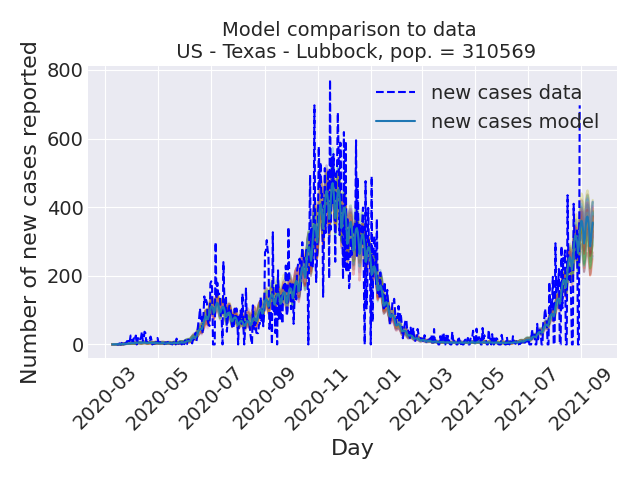 Model comparison to data
US - Texas - Lubbock, pop. = 310569
Number of new cases reported
800
600
400
200
0
new cases data
new cases model
2020-03
2020-05
2020-07
2020-09
2020-11
2021-01
2021-03
2021-05
2021-07
2021-09
Day